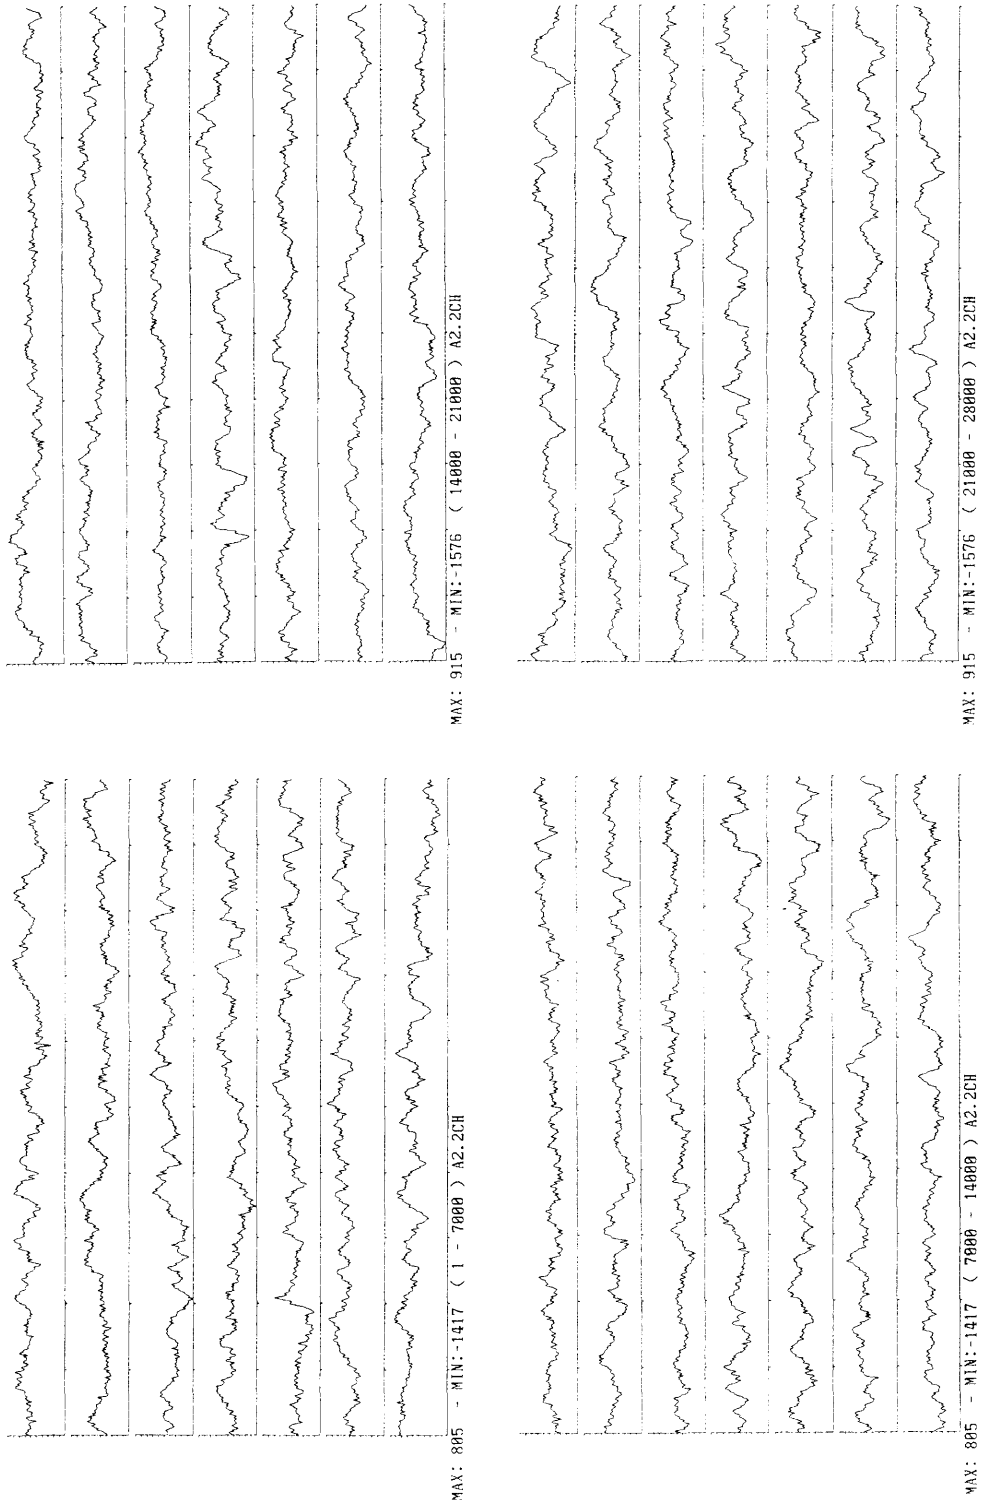 MAX: 805 - MIN:-1417 ( 1 - 7000 ) A2.2CH
MAX: 915 - MIN:-1576 ( 14000 - 21000 ) A2.2CH
MAX: 805 - MIN:-1417 ( 7000 - 14000 ) A2.2CH
MAX: 915 - MIN:-1576 ( 21000 - 28000 ) A2.2CH